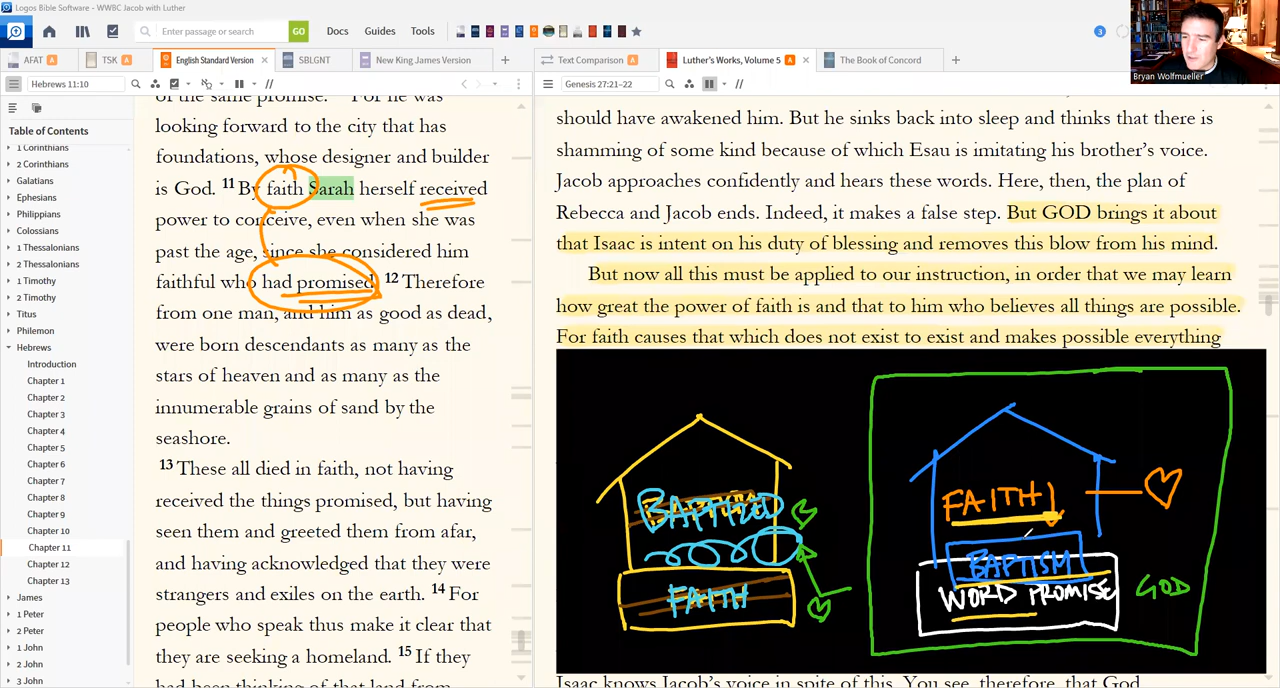 Logos Bible Software - WWBC Jacob with Luther
Enter passage or search
GO
Docs
Guides
Tools
3
Bryan Wolfmueller
AFAT A
TSK A
English Standard Version
SBLGNT
New King James Version
Text Comparison A
Luther's Works, Volume 5 A
The Book of Concord
Hebrews 11:10
Genesis 27:21–22
Table of Contents
1 Corinthians
2 Corinthians
Galatians
Ephesians
Philippians
Colossians
1 Thessalonians
2 Thessalonians
1 Timothy
2 Timothy
Titus
Philemon
Hebrews
Introduction
Chapter 1
Chapter 2
Chapter 3
Chapter 4
Chapter 5
Chapter 6
Chapter 7
Chapter 8
Chapter 9
Chapter 10
Chapter 11
Chapter 12
Chapter 13
James
1 Peter
2 Peter
1 John
2 John
3 John
of the same promise. For he was
looking forward to the city that has
foundations, whose designer and builder
is God. 11 By faith Sarah herself received
power to conceive, even when she was
past the age, since she considered him
faithful who had promised. 12 Therefore
from one man, and him as good as dead,
were born descendants as many as the
stars of heaven and as many as the
innumerable grains of sand by the
seashore.
13 These all died in faith, not having
received the things promised, but having
seen them and greeted them from afar,
and having acknowledged that they were
strangers and exiles on the earth. 14 For
people who speak thus make it clear that
they are seeking a homeland. 15 If they
had been thinking of that land from
should have awakened him. But he sinks back into sleep and thinks that there is
shamming of some kind because of which Esau is imitating his brother's voice.
Jacob approaches confidently and hears these words. Here, then, the plan of
Rebecca and Jacob ends. Indeed, it makes a false step. But GOD brings it about
that Isaac is intent on his duty of blessing and removes this blow from his mind.
But now all this must be applied to our instruction, in order that we may learn
how great the power of faith is and that to him who believes all things are possible.
For faith causes that which does not exist to exist and makes possible everything
BAPTIZED
FAITH
FAITH
BAPTISM
WORD PROMISE
GOD
Isaac knows Jacob's voice in spite of this. You see, therefore, that God